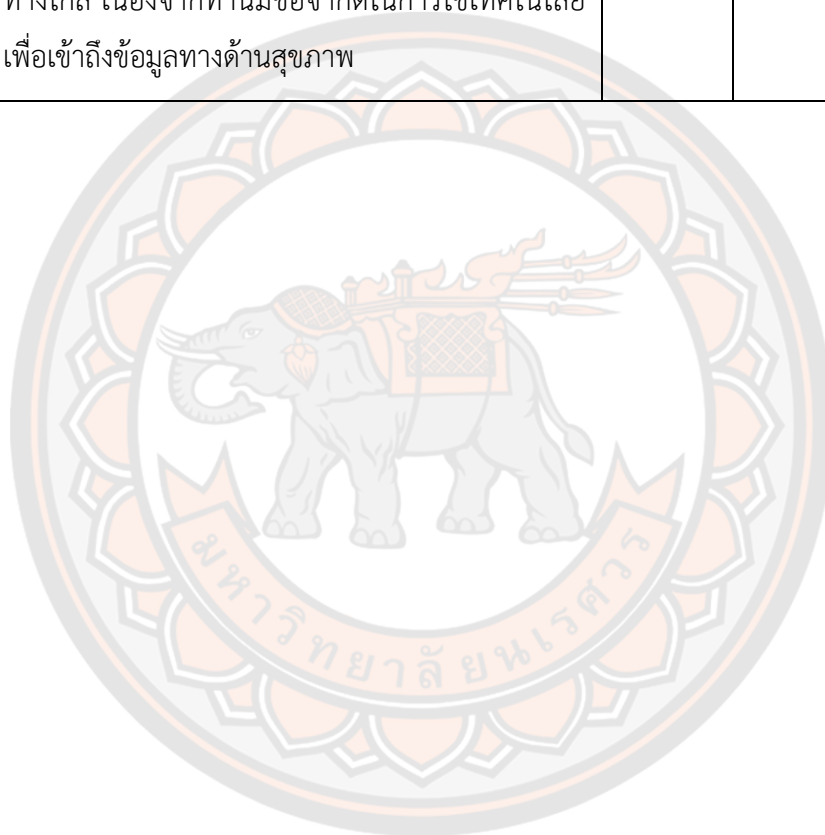 ทางไกล เนื่องจากท่านมีข้อจำกัดในการใช้เทคโนโลยี
เพื่อเข้าถึงข้อมูลทางด้านสุขภาพ
มหาวิทยาลัยนเรศวร